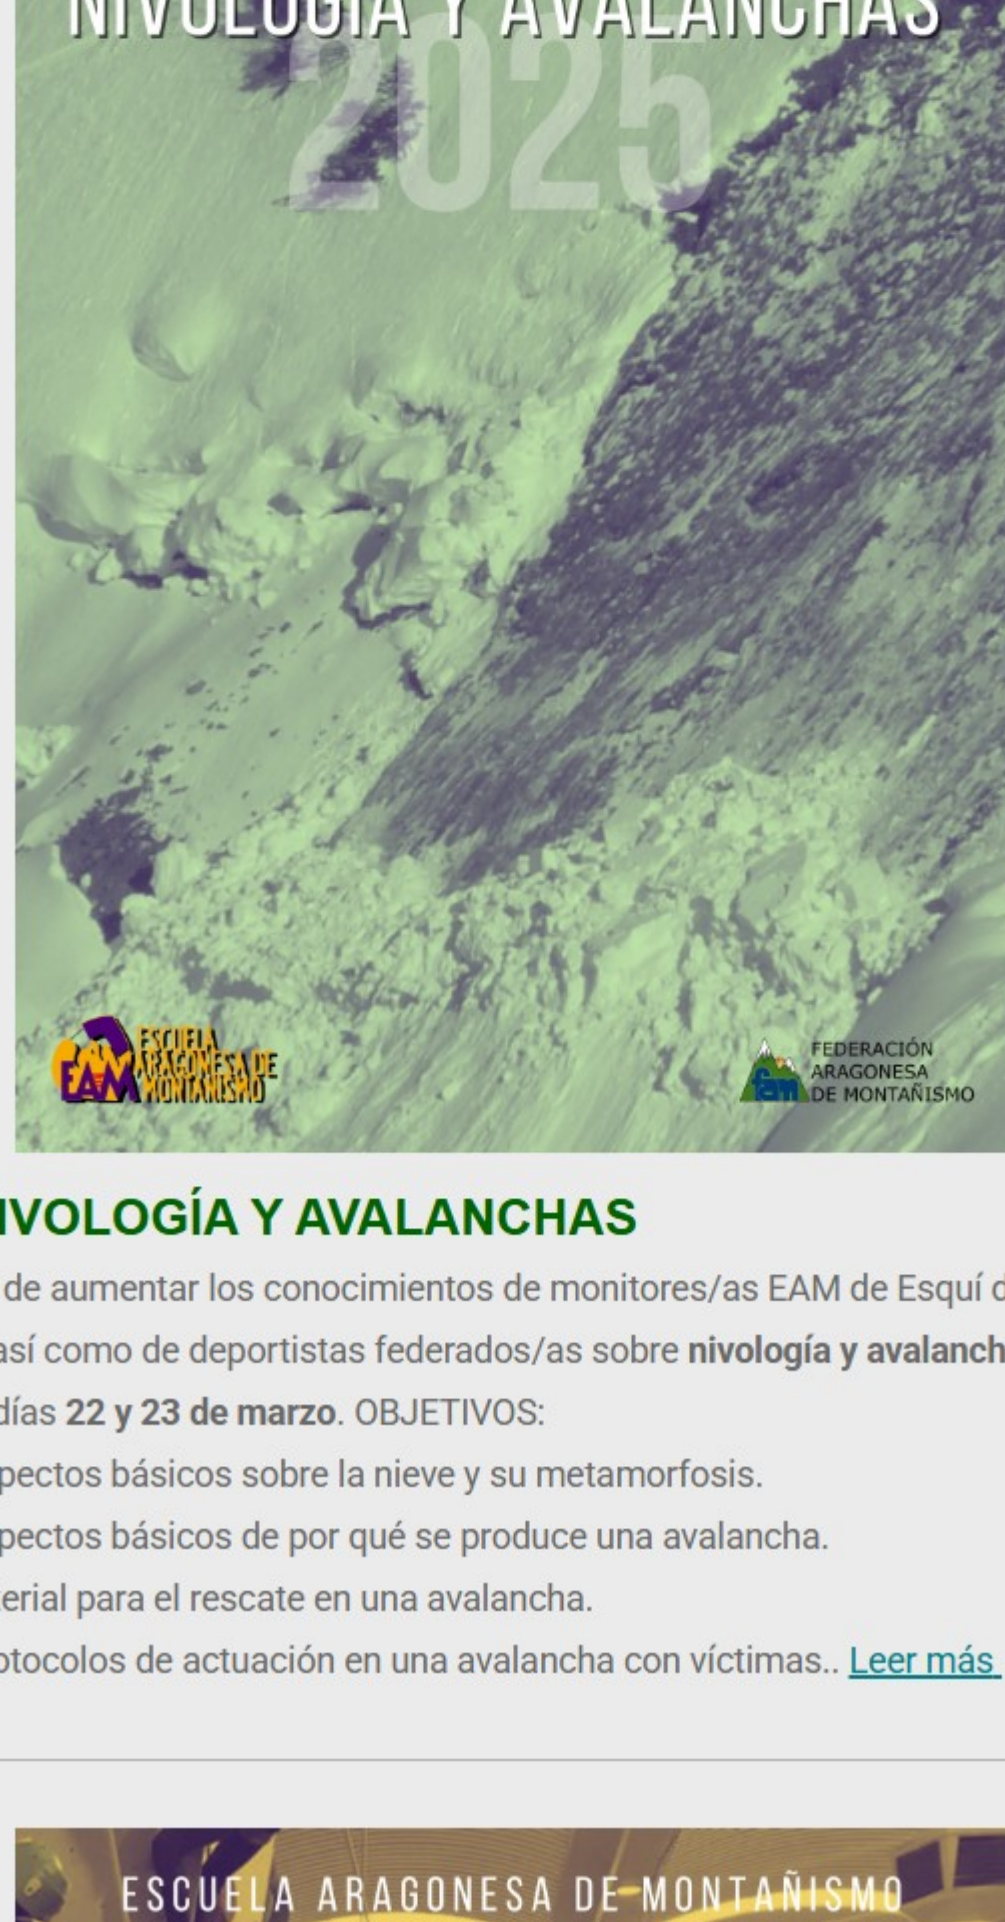 NIVOLOGÍA Y AVALANCHAS
2025
EAM ESCUELA
ARAGONESA DE
MONTAÑISMO
fam FEDERACIÓN
ARAGONESA
DE MONTAÑISMO
IVOLOGÍA Y AVALANCHAS
de aumentar los conocimientos de monitores/as EAM de Esquí d
así como de deportistas federados/as sobre nivología y avalanch
días 22 y 23 de marzo. OBJETIVOS:
pectos básicos sobre la nieve y su metamorfosis.
pectos básicos de por qué se produce una avalancha.
erial para el rescate en una avalancha.
otocolos de actuación en una avalancha con víctimas.. Leer más
ESCUELA ARAGONESA DE MONTAÑISMO